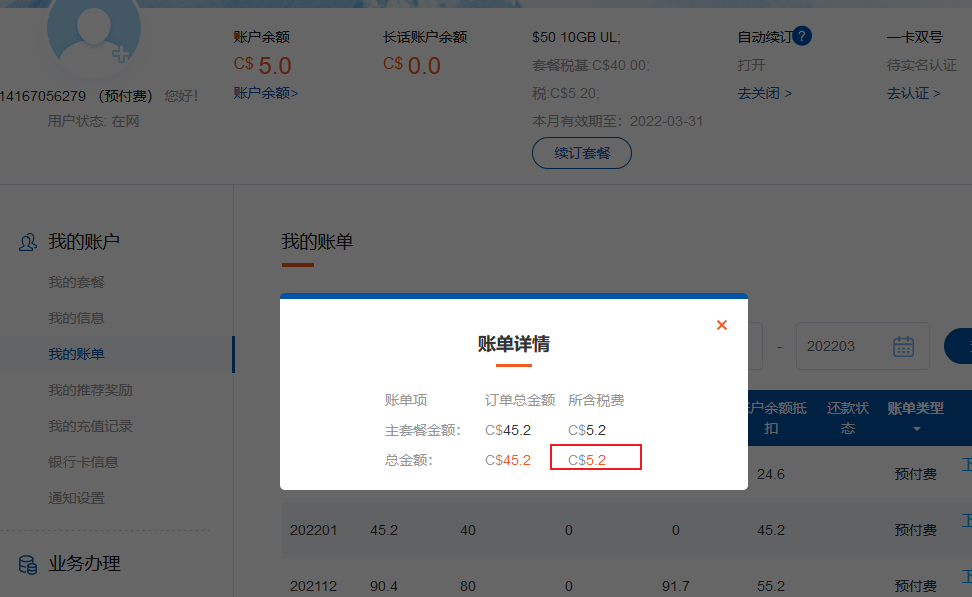 账户余额
C$ 5.0
账户余额>
长话账户余额
C$ 0.0
$50 10GB UL;
套餐税基:C$40.00;
税:C$5.20;
本月有效期至：2022-03-31
续订套餐
自动续订
?
打开
去关闭 >
一卡双号
待实名认证
去认证 >
14167056279 （预付费） 您好！
用户状态: 在网
我的账户
我的套餐
我的信息
我的账单
我的推荐奖励
我的充值记录
银行卡信息
通知设置
业务办理
我的账单
- 202203
账单详情
×
账单项 订单总金额 所含税费
主套餐金额: C$45.2 C$5.2
总金额: C$45.2 C$5.2
户余额抵扣 还款状态 账单类型
24.6 预付费
202201 45.2 40 0 0 45.2 预付费
202112 90.4 80 0 91.7 55.2 预付费